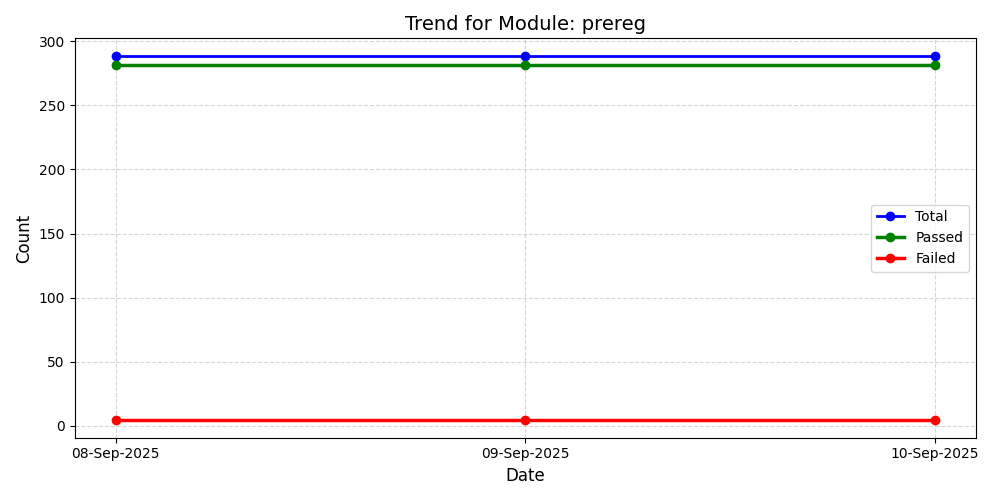 Trend for Module: prereg
300
250
200
150
100
50
0
Count
Total
Passed
Failed
08-Sep-2025
09-Sep-2025
10-Sep-2025
Date